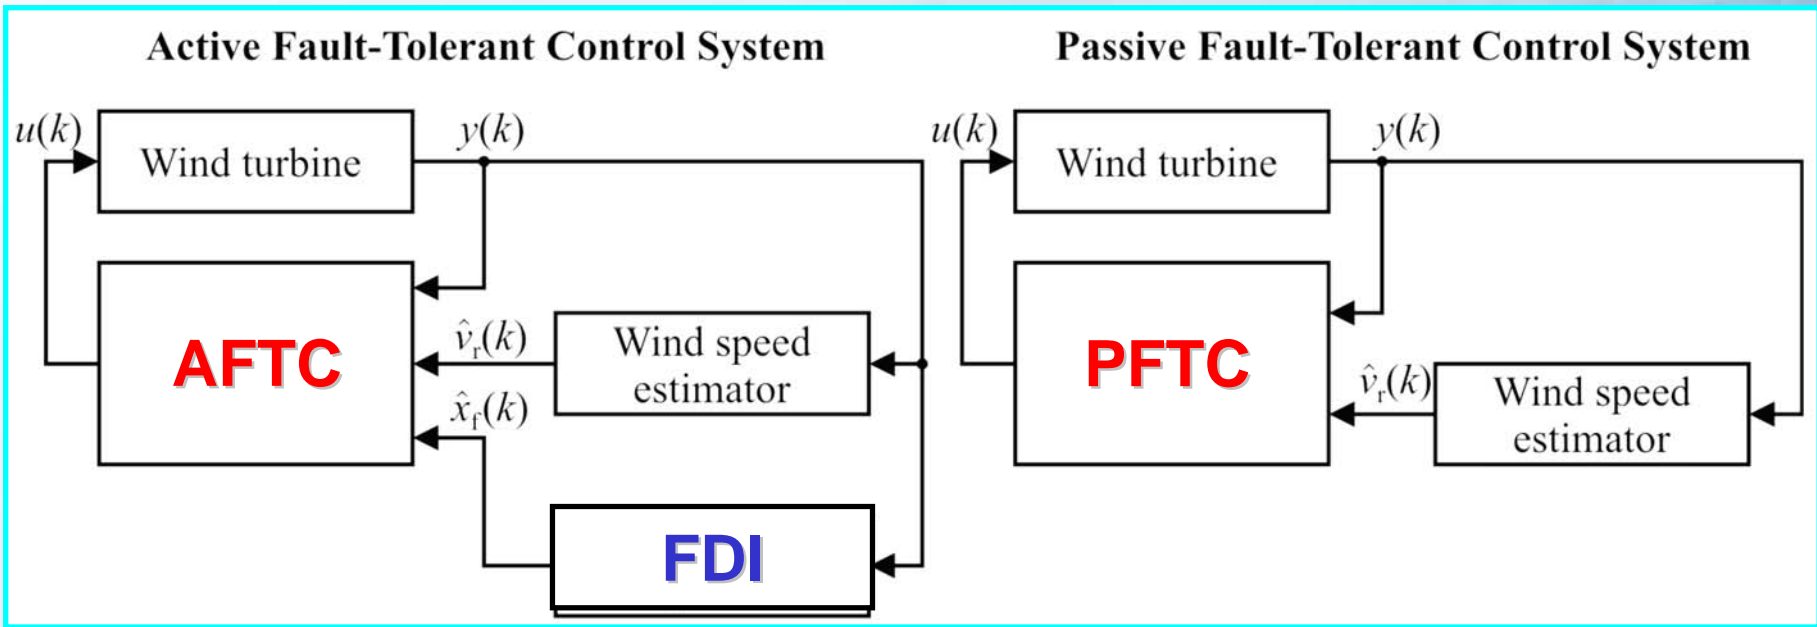 Active Fault-Tolerant Control System
u(k)
Wind turbine
y(k)
AFTC
v̂r(k)
Wind speed
estimator
x̂f(k)
FDI
Passive Fault-Tolerant Control System
u(k)
Wind turbine
y(k)
PFTC
v̂r(k)
Wind speed
estimator